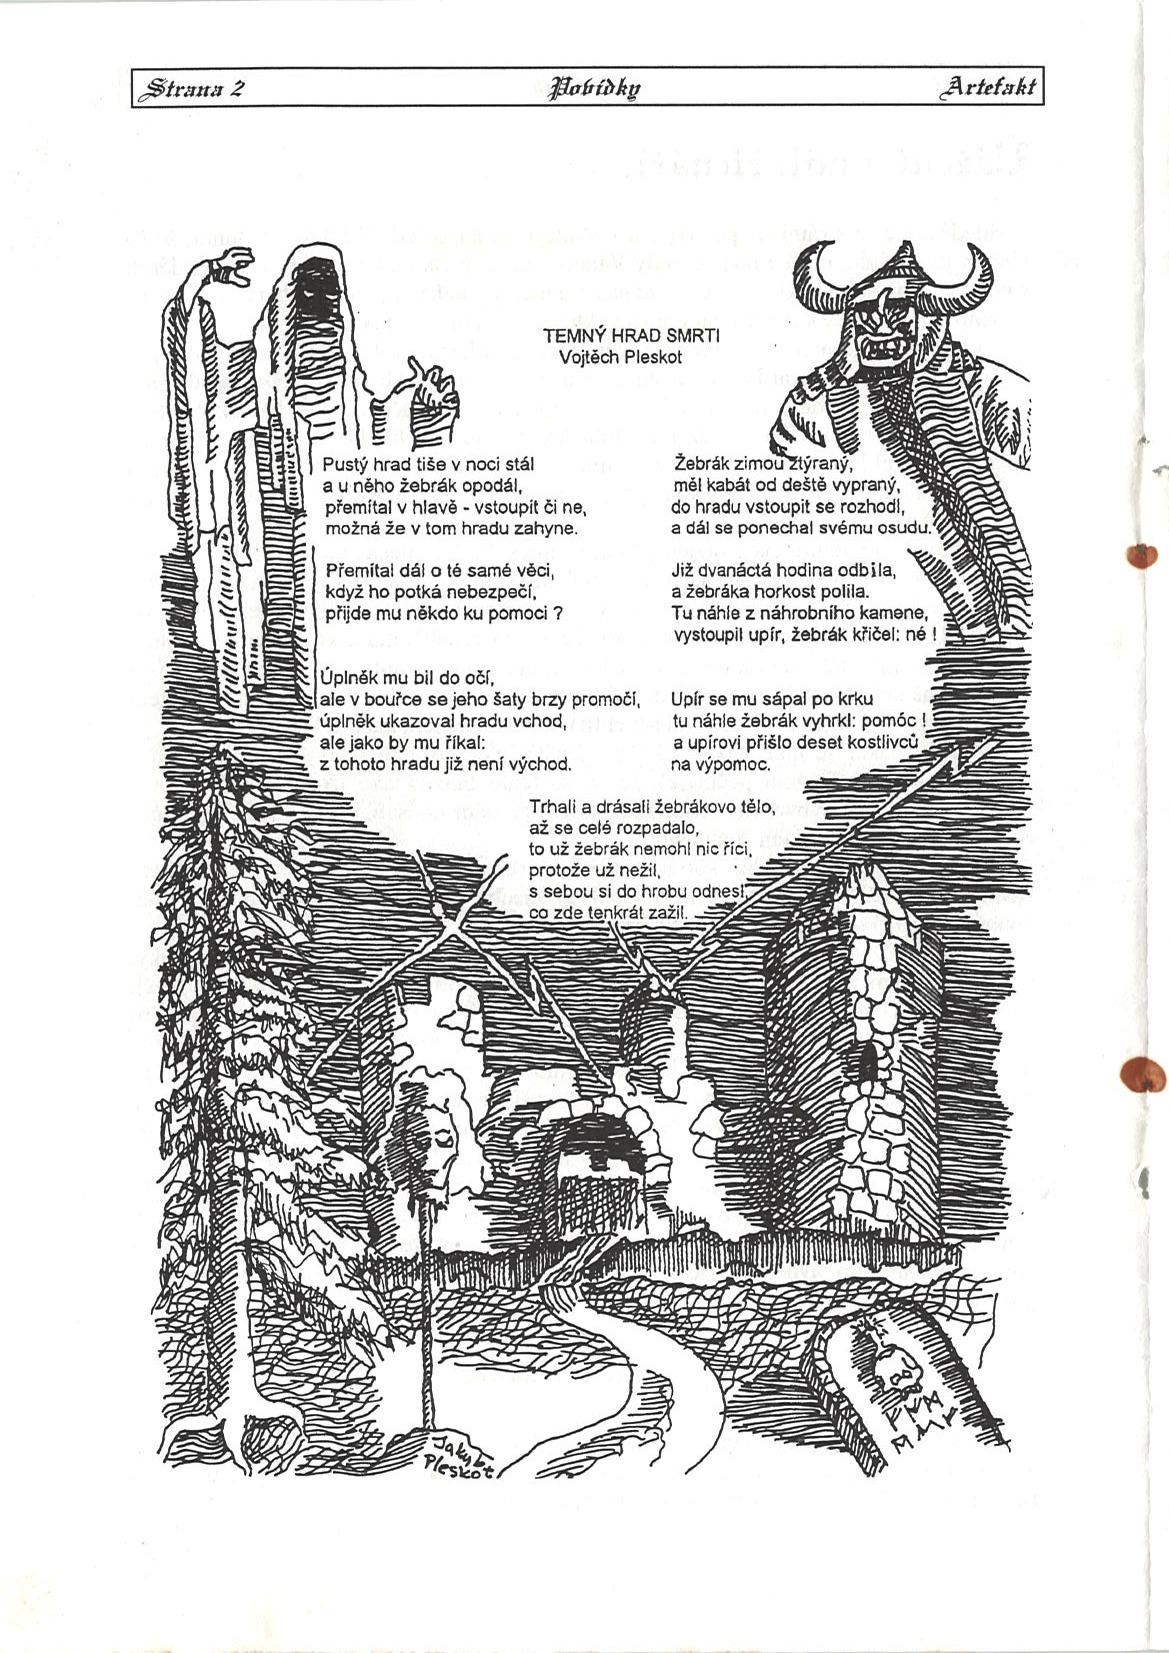 Strana 2
Povídky
Artefakt
TEMNÝ HRAD SMRTI
Vojtěch Pleskot
Pustý hrad tiše v noci stál
a u něho žebrák opodál,
přemítal v hlavě - vstoupit či ne,
možná že v tom hradu zahyne.
Přemítal dál o té samé věci,
když ho potká nebezpečí,
přijde mu někdo ku pomoci ?
Úplněk mu bil do očí,
ale v bouřce se jeho šaty brzy promočí,
úplněk ukazoval hradu vchod,
ale jako by mu říkal:
z tohoto hradu již není východ.
Žebrák zimou ztýraný,
měl kabát od deště vypraný,
do hradu vstoupit se rozhodl,
a dál se ponechal svému osudu.
Již dvanáctá hodina odbila,
a žebráka horkost polila.
Tu náhle z náhrobního kamene,
vystoupil upír, žebrák křičel: né !
Upír se mu sápal po krku
tu náhle žebrák vyhrkl: pomóc !
a upírovi přišlo deset kostlivců
na výpomoc.
Trhali a drásali žebrákovo tělo,
až se celé rozpadalo,
to už žebrák nemohl nic říci,
protože už nežil,
s sebou si do hrobu odnesl,
co zde tenkrát zažil.
Jakub
Pleskot